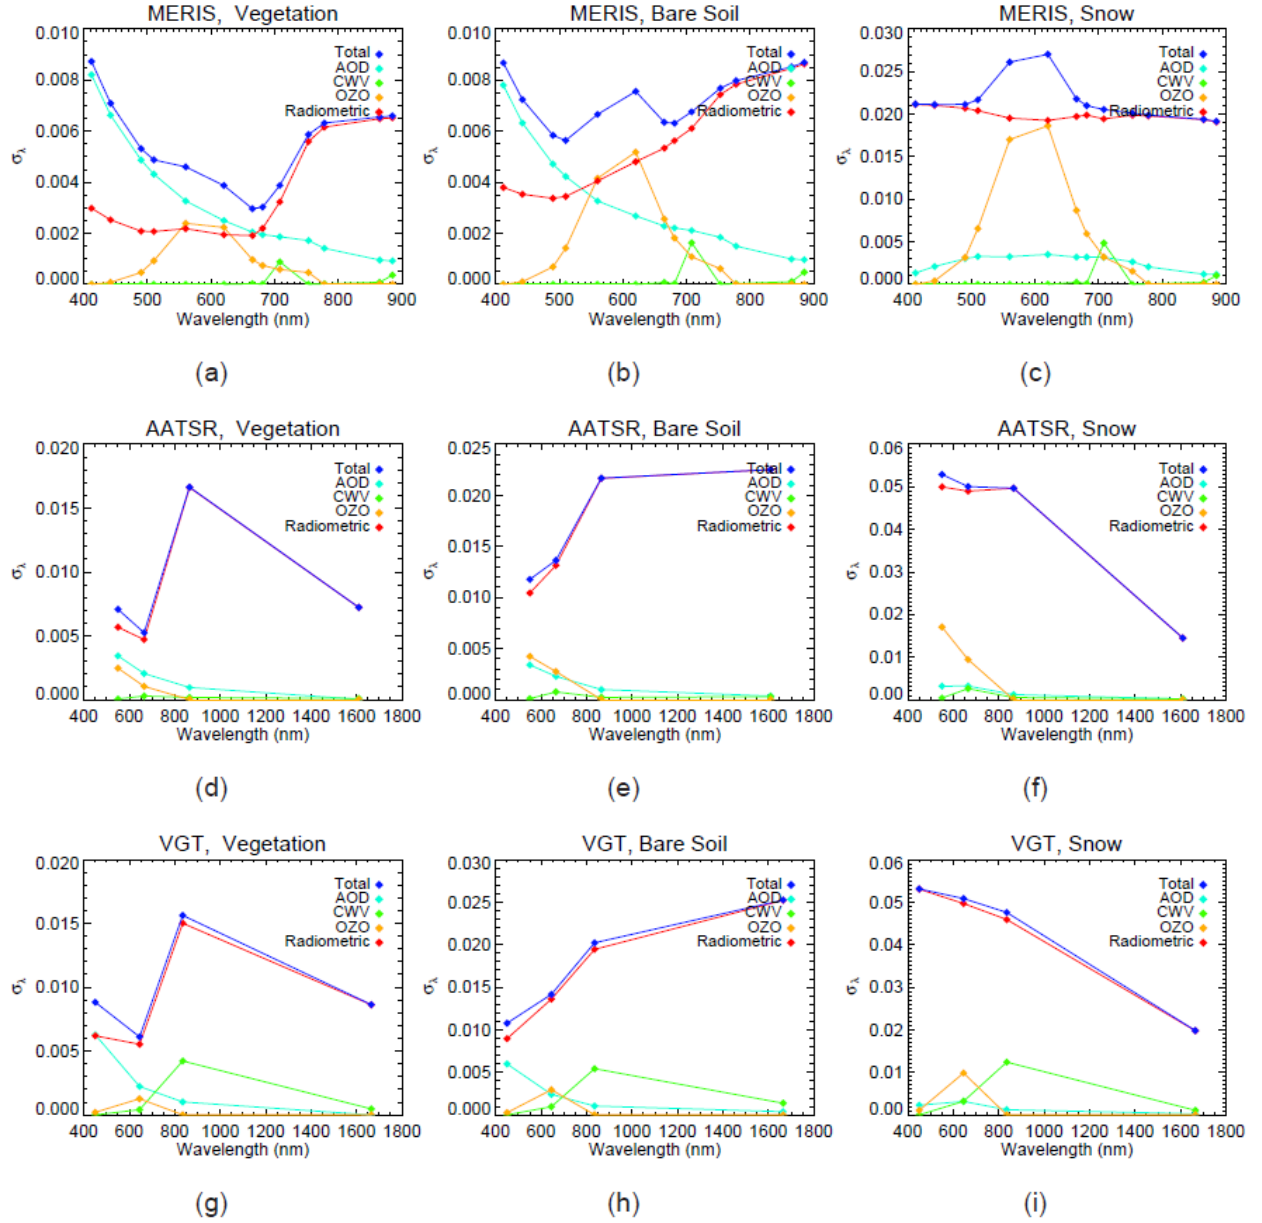 MERIS, Vegetation
0.010
0.008
0.006
0.004
0.002
0.000
σλ
Total
AOD
CWV
OZO
Radiometric
400 500 600 700 800 900
Wavelength (nm)
(a)
MERIS, Bare Soil
0.010
0.008
0.006
0.004
0.002
0.000
σλ
Total
AOD
CWV
OZO
Radiometric
400 500 600 700 800 900
Wavelength (nm)
(b)
MERIS, Snow
0.030
0.025
0.020
0.015
0.010
0.005
0.000
σλ
Total
AOD
CWV
OZO
Radiometric
400 500 600 700 800 900
Wavelength (nm)
(c)
AATSR, Vegetation
0.020
0.015
0.010
0.005
0.000
σλ
Total
AOD
CWV
OZO
Radiometric
400 600 800 1000 1200 1400 1600 1800
Wavelength (nm)
(d)
AATSR, Bare Soil
0.025
0.020
0.015
0.010
0.005
0.000
σλ
Total
AOD
CWV
OZO
Radiometric
400 600 800 1000 1200 1400 1600 1800
Wavelength (nm)
(e)
AATSR, Snow
0.06
0.05
0.04
0.03
0.02
0.01
0.00
σλ
Total
AOD
CWV
OZO
Radiometric
400 600 800 1000 1200 1400 1600 1800
Wavelength (nm)
(f)
VGT, Vegetation
0.020
0.015
0.010
0.005
0.000
σλ
Total
AOD
CWV
OZO
Radiometric
400 600 800 1000 1200 1400 1600 1800
Wavelength (nm)
(g)
VGT, Bare Soil
0.030
0.025
0.020
0.015
0.010
0.005
0.000
σλ
Total
AOD
CWV
OZO
Radiometric
400 600 800 1000 1200 1400 1600 1800
Wavelength (nm)
(h)
VGT, Snow
0.06
0.05
0.04
0.03
0.02
0.01
0.00
σλ
Total
AOD
CWV
OZO
Radiometric
400 600 800 1000 1200 1400 1600 1800
Wavelength (nm)
(i)